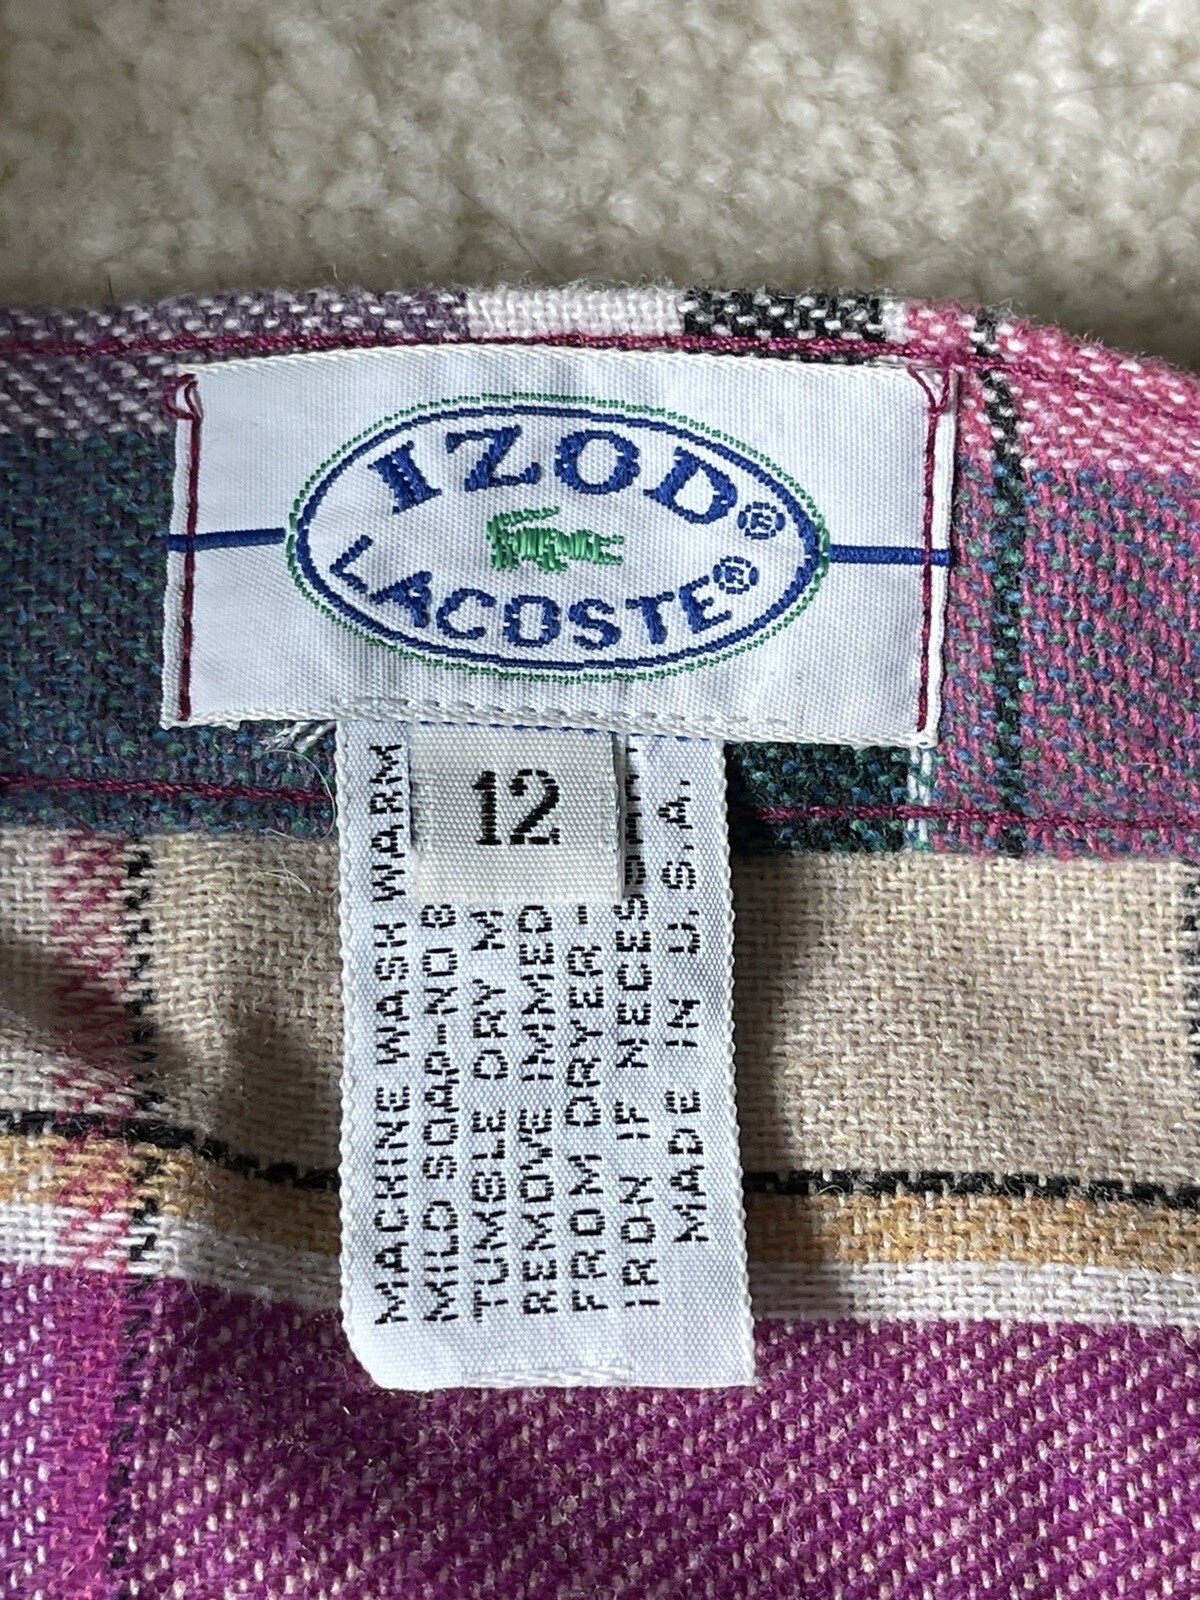 IZOD®
LACOSTE®
12
MACHINE WASH WARM
MILD SOAP-NO
TUMBLE DRY
REMOVE IMMED
FROM DRYER-
IRON IF
MADE IN U.S.A.